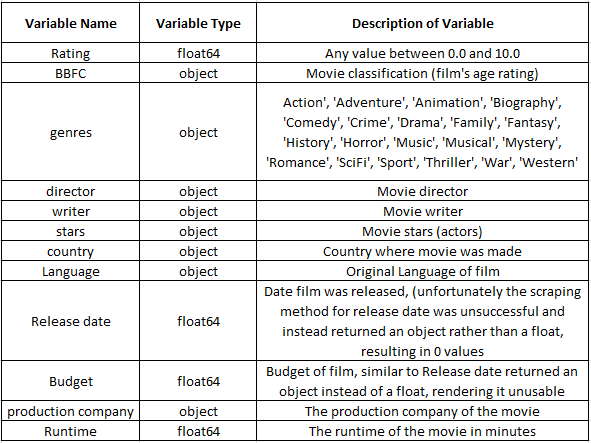 Variable Name Variable Type Description of Variable
Rating float64 Any value between 0.0 and 10.0
BBFC object Movie classification (film's age rating)
genres object Action', 'Adventure', 'Animation', 'Biography',
'Comedy', 'Crime', 'Drama', 'Family', 'Fantasy',
'History', 'Horror', 'Music', 'Musical', 'Mystery',
'Romance', 'SciFi', 'Sport', 'Thriller', 'War', 'Western'
director object Movie director
writer object Movie writer
stars object Movie stars (actors)
country object Country where movie was made
Language object Original Language of film
Release date float64 Date film was released, (unfortunately the scraping
method for release date was unsuccessful and
instead returned an object rather than a float,
resulting in 0 values
Budget float64 Budget of film, similar to Release date returned an
object instead of a float, rendering it unusable
production company object The production company of the movie
Runtime float64 The runtime of the movie in minutes